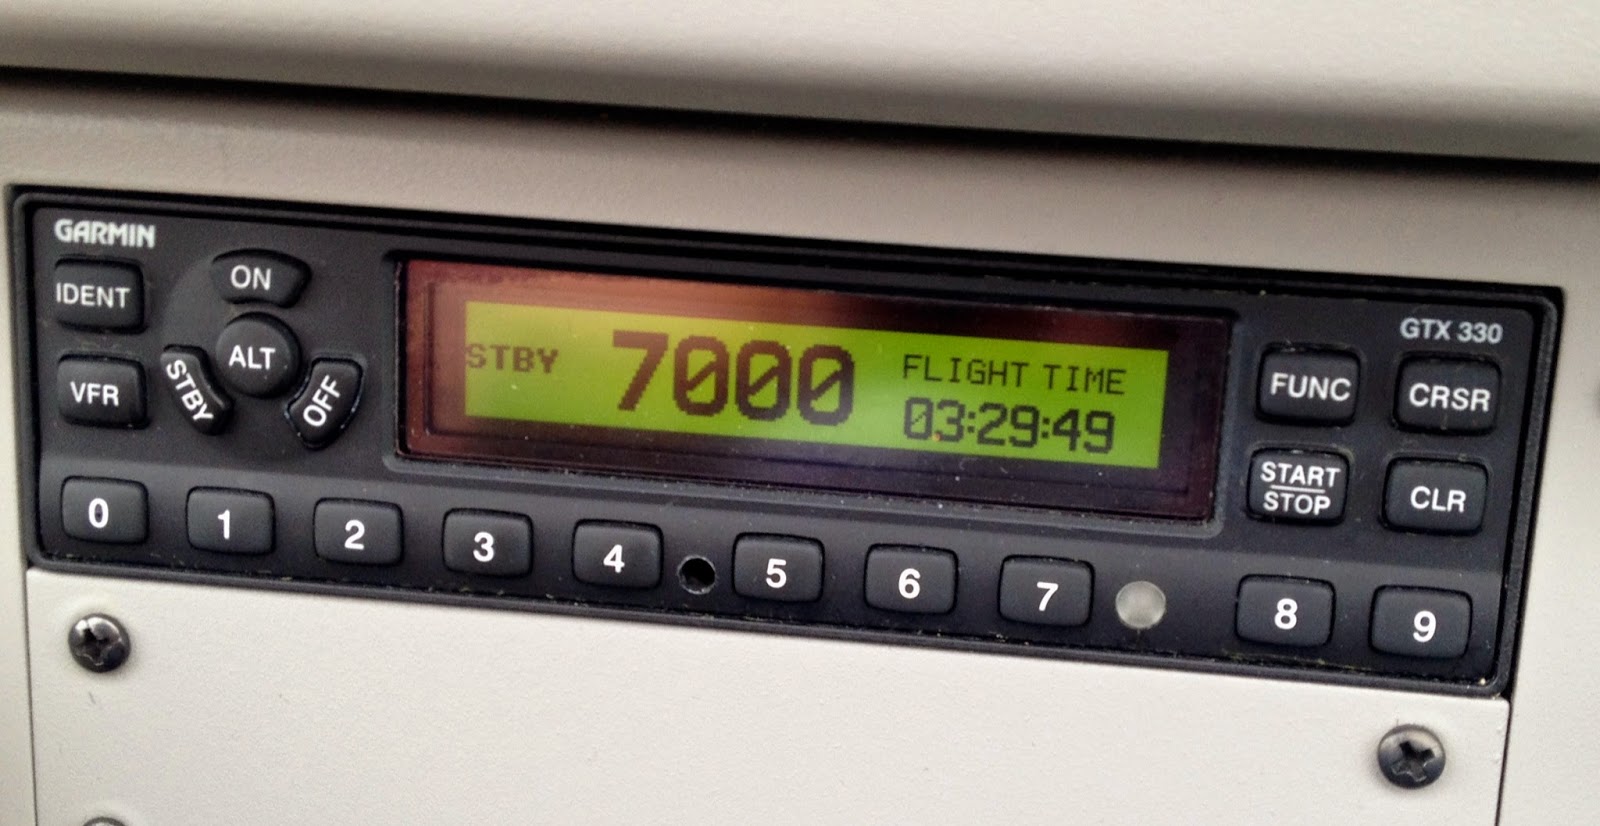 GARMIN
GTX 330
IDENT
ON
ALT
VFR
STBY
OFF
STBY
7000
FLIGHT TIME
03:29:49
FUNC
CRSR
START
STOP
CLR
0 1 2 3 4 5 6 7 8 9